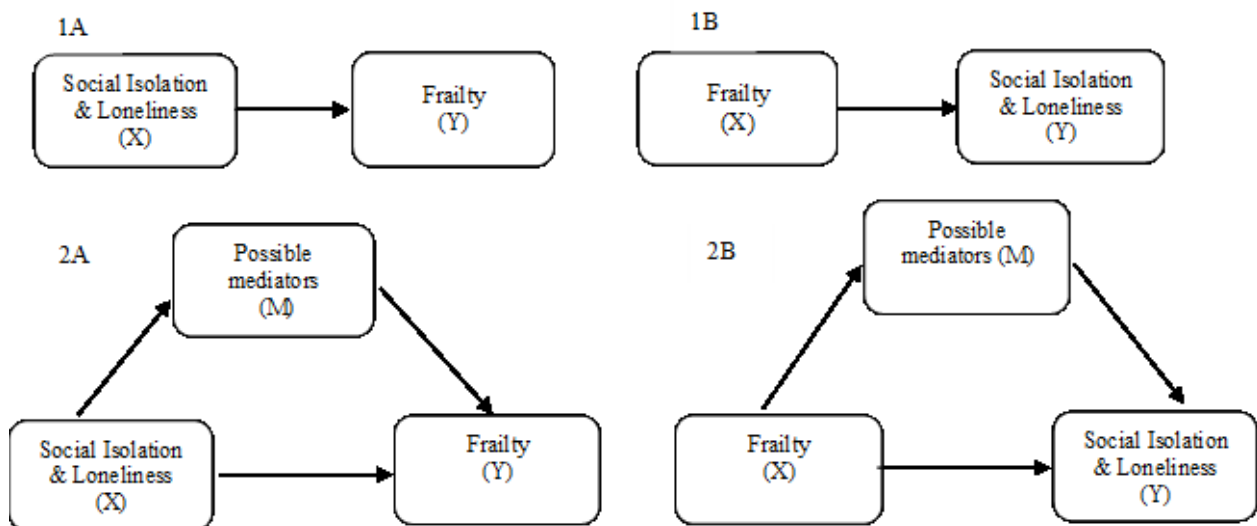 1A
Social Isolation
& Loneliness
(X)
Frailty
(Y)
1B
Frailty
(X)
Social Isolation
& Loneliness
(Y)
2A
Possible
mediators
(M)
Social Isolation
& Loneliness
(X)
Frailty
(Y)
2B
Possible
mediators (M)
Frailty
(X)
Social Isolation
& Loneliness
(Y)